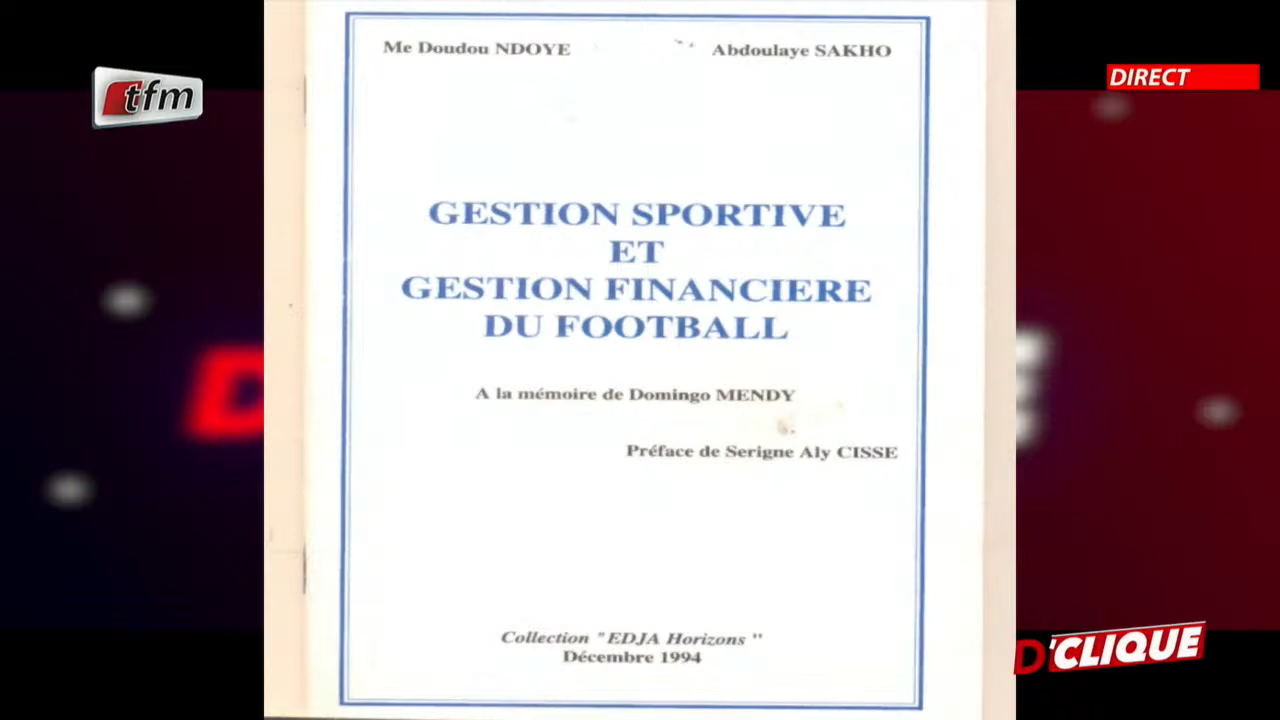 tfm
DIRECT
Me Doudou NDOYE
Abdoulaye SAKHO
GESTION SPORTIVE
ET
GESTION FINANCIERE
DU FOOTBALL
A la mémoire de Domingo MENDY
Préface de Serigne Aly CISSE
Collection "EDJA Horizons "
Décembre 1994
D'CLIQUE